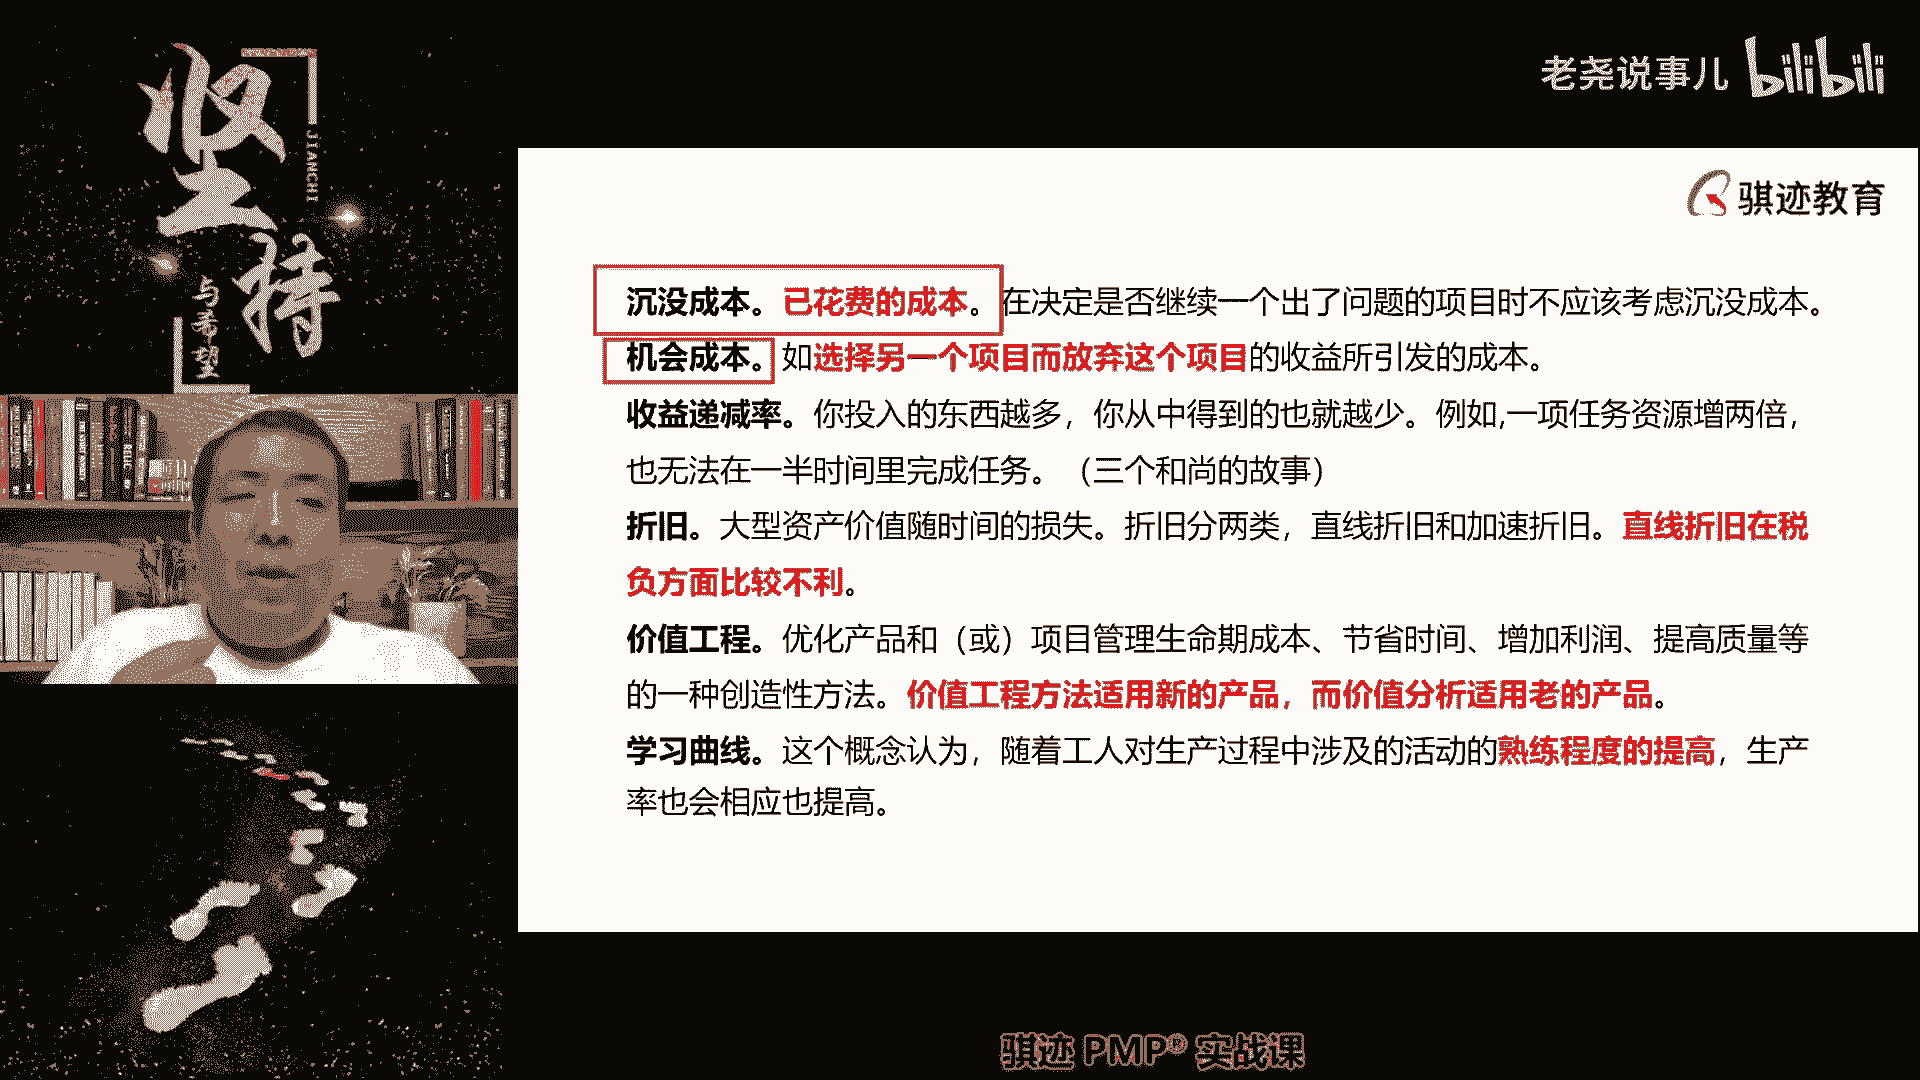 坚持
JIANCHI
与希望
老尧说事儿 bilibili
骐迹教育
沉没成本。已花费的成本。在决定是否继续一个出了问题的项目时不应该考虑沉没成本。
机会成本。如选择另一个项目而放弃这个项目的收益所引发的成本。
收益递减率。你投入的东西越多，你从中得到的也就越少。例如,一项任务资源增两倍，
也无法在一半时间里完成任务。（三个和尚的故事）
折旧。大型资产价值随时间的损失。折旧分两类，直线折旧和加速折旧。直线折旧在税
负方面比较不利。
价值工程。优化产品和（或）项目管理生命期成本、节省时间、增加利润、提高质量等
的一种创造性方法。价值工程方法适用新的产品，而价值分析适用老的产品。
学习曲线。这个概念认为，随着工人对生产过程中涉及的活动的熟练程度的提高，生产
率也会相应也提高。
骐迹 PMP® 实战课